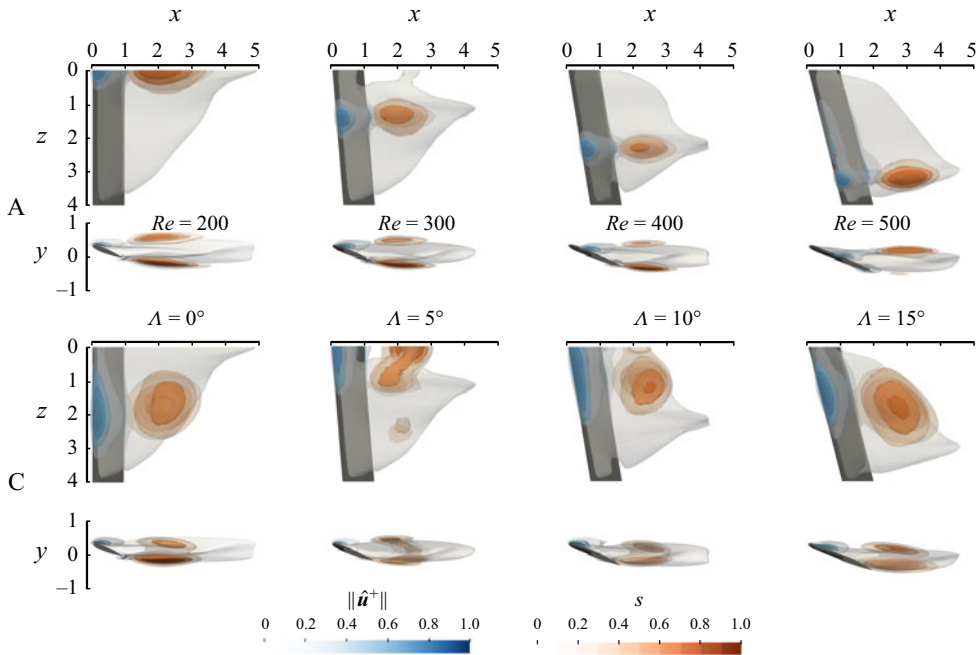 x x x x
0 1 2 3 4 5 0 1 2 3 4 5 0 1 2 3 4 5 0 1 2 3 4 5
0
1
z 2
3
4
A
1 Re = 200 Re = 300 Re = 400 Re = 500
y 0
–1
Λ = 0° Λ = 5° Λ = 10° Λ = 15°
0
1
z 2
3
4
C
1
y 0
–1
‖û⁺‖ s
0 0.2 0.4 0.6 0.8 1.0 0 0.2 0.4 0.6 0.8 1.0